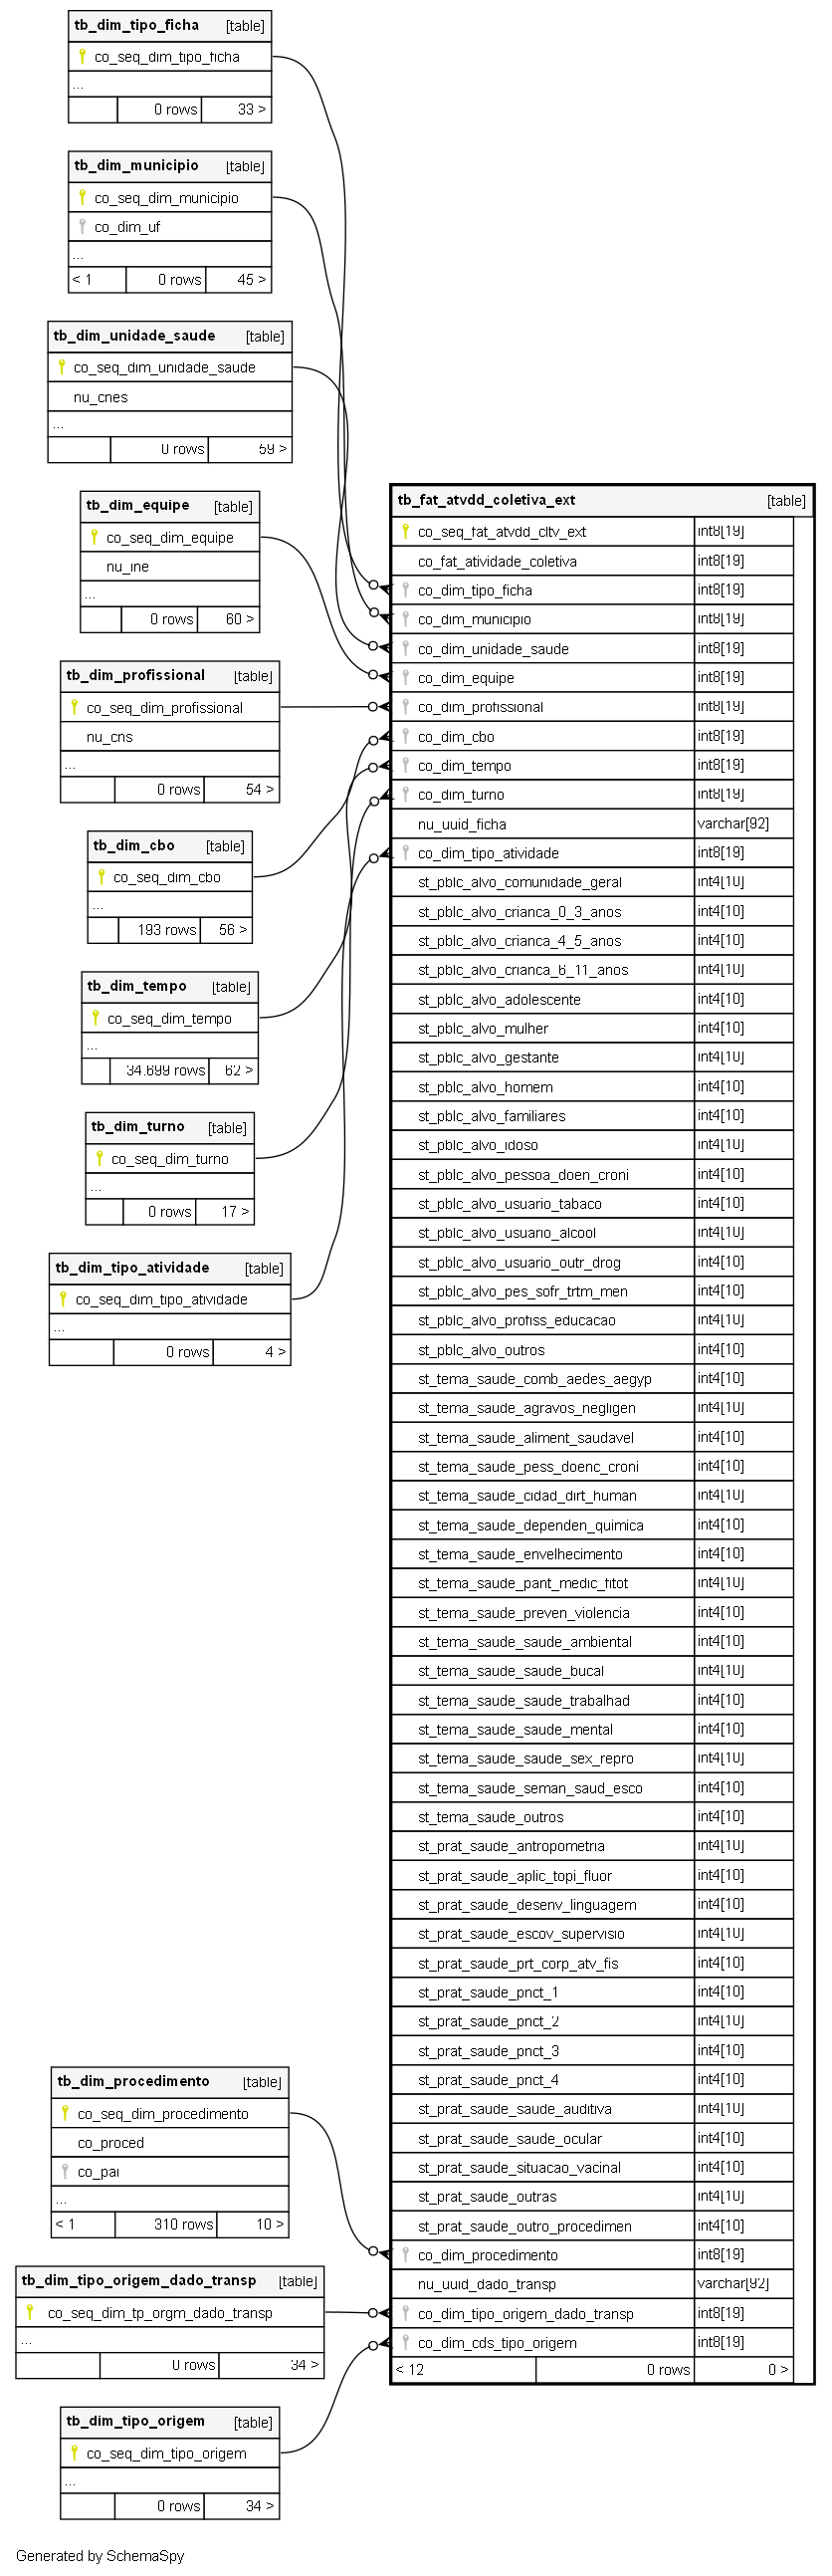 tb_dim_tipo_ficha [table]
co_seq_dim_tipo_ficha
...
0 rows 33 >
tb_dim_municipio [table]
co_seq_dim_municipio
co_dim_uf
...
< 1 0 rows 45 >
tb_dim_unidade_saude [table]
co_seq_dim_unidade_saude
nu_cnes
...
0 rows 59 >
tb_dim_equipe [table]
co_seq_dim_equipe
nu_ine
...
0 rows 60 >
tb_dim_profissional [table]
co_seq_dim_profissional
nu_cns
...
0 rows 54 >
tb_dim_cbo [table]
co_seq_dim_cbo
...
193 rows 56 >
tb_dim_tempo [table]
co_seq_dim_tempo
...
34.699 rows 62 >
tb_dim_turno [table]
co_seq_dim_turno
...
0 rows 17 >
tb_dim_tipo_atividade [table]
co_seq_dim_tipo_atividade
...
0 rows 4 >
tb_dim_procedimento [table]
co_seq_dim_procedimento
co_proced
co_pai
...
< 1 310 rows 10 >
tb_dim_tipo_origem_dado_transp [table]
co_seq_dim_tp_orgm_dado_transp
...
0 rows 34 >
tb_dim_tipo_origem [table]
co_seq_dim_tipo_origem
...
0 rows 34 >
tb_fat_atvdd_coletiva_ext [table]
co_seq_fat_atvdd_cltv_ext int8[19]
co_fat_atividade_coletiva int8[19]
co_dim_tipo_ficha int8[19]
co_dim_municipio int8[19]
co_dim_unidade_saude int8[19]
co_dim_equipe int8[19]
co_dim_profissional int8[19]
co_dim_cbo int8[19]
co_dim_tempo int8[19]
co_dim_turno int8[19]
nu_uuid_ficha varchar[92]
co_dim_tipo_atividade int8[19]
st_pblc_alvo_comunidade_geral int4[10]
st_pblc_alvo_crianca_0_3_anos int4[10]
st_pblc_alvo_crianca_4_5_anos int4[10]
st_pblc_alvo_crianca_6_11_anos int4[10]
st_pblc_alvo_adolescente int4[10]
st_pblc_alvo_mulher int4[10]
st_pblc_alvo_gestante int4[10]
st_pblc_alvo_homem int4[10]
st_pblc_alvo_familiares int4[10]
st_pblc_alvo_idoso int4[10]
st_pblc_alvo_pessoa_doen_croni int4[10]
st_pblc_alvo_usuario_tabaco int4[10]
st_pblc_alvo_usuario_alcool int4[10]
st_pblc_alvo_usuario_outr_drog int4[10]
st_pblc_alvo_pes_sofr_trtm_men int4[10]
st_pblc_alvo_profiss_educacao int4[10]
st_pblc_alvo_outros int4[10]
st_tema_saude_comb_aedes_aegyp int4[10]
st_tema_saude_agravos_negligen int4[10]
st_tema_saude_aliment_saudavel int4[10]
st_tema_saude_pess_doenc_croni int4[10]
st_tema_saude_cidad_dirt_human int4[10]
st_tema_saude_dependen_quimica int4[10]
st_tema_saude_envelhecimento int4[10]
st_tema_saude_pant_medic_fitot int4[10]
st_tema_saude_preven_violencia int4[10]
st_tema_saude_saude_ambiental int4[10]
st_tema_saude_saude_bucal int4[10]
st_tema_saude_saude_trabalhad int4[10]
st_tema_saude_saude_mental int4[10]
st_tema_saude_saude_sex_repro int4[10]
st_tema_saude_seman_saud_esco int4[10]
st_tema_saude_outros int4[10]
st_prat_saude_antropometria int4[10]
st_prat_saude_aplic_topi_fluor int4[10]
st_prat_saude_desenv_linguagem int4[10]
st_prat_saude_escov_supervisio int4[10]
st_prat_saude_prt_corp_atv_fis int4[10]
st_prat_saude_pnct_1 int4[10]
st_prat_saude_pnct_2 int4[10]
st_prat_saude_pnct_3 int4[10]
st_prat_saude_pnct_4 int4[10]
st_prat_saude_saude_auditiva int4[10]
st_prat_saude_saude_ocular int4[10]
st_prat_saude_situacao_vacinal int4[10]
st_prat_saude_outras int4[10]
st_prat_saude_outro_procedimen int4[10]
co_dim_procedimento int8[19]
nu_uuid_dado_transp varchar[92]
co_dim_tipo_origem_dado_transp int8[19]
co_dim_cds_tipo_origem int8[19]
< 12 0 rows 0 >
Generated by SchemaSpy